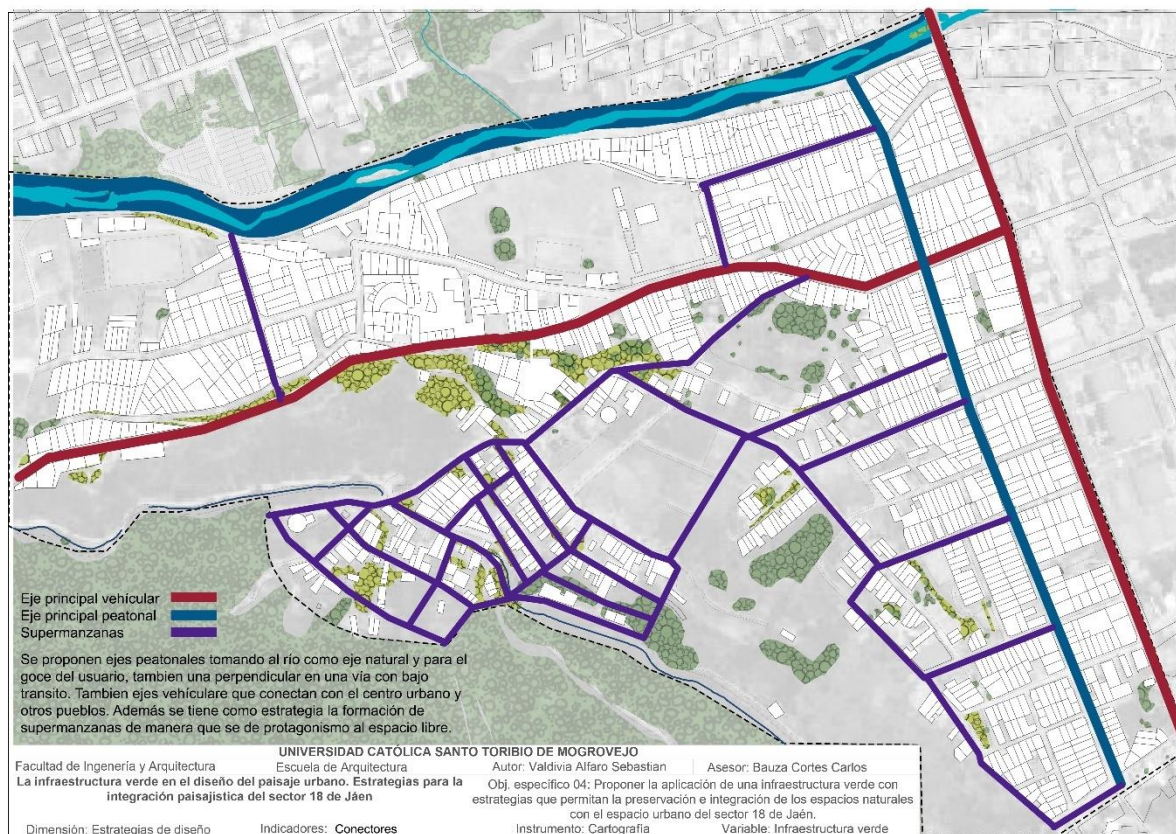 Eje principal vehícular
Eje principal peatonal
Supermanzanas
Se proponen ejes peatonales tomando al río como eje natural y para el
goce del usuario, tambien una perpendicular en una vía con bajo
transito. Tambien ejes vehículare que conectan con el centro urbano y
otros pueblos. Además se tiene como estrategia la formación de
supermanzanas de manera que se de protagonismo al espacio libre.
UNIVERSIDAD CATÓLICA SANTO TORIBIO DE MOGROVEJO
Facultad de Ingeniería y Arquitectura Escuela de Arquitectura Autor: Valdivia Alfaro Sebastian Asesor: Bauza Cortes Carlos
La infraestructura verde en el diseño del paisaje urbano. Estrategias para la
integración paisajística del sector 18 de Jáen
Obj. específico 04: Proponer la aplicación de una infraestructura verde con
estrategias que permitan la preservación e integración de los espacios naturales
con el espacio urbano del sector 18 de Jaén.
Dimensión: Estrategias de diseño Indicadores: Conectores Instrumento: Cartografía Variable: Infraestructura verde